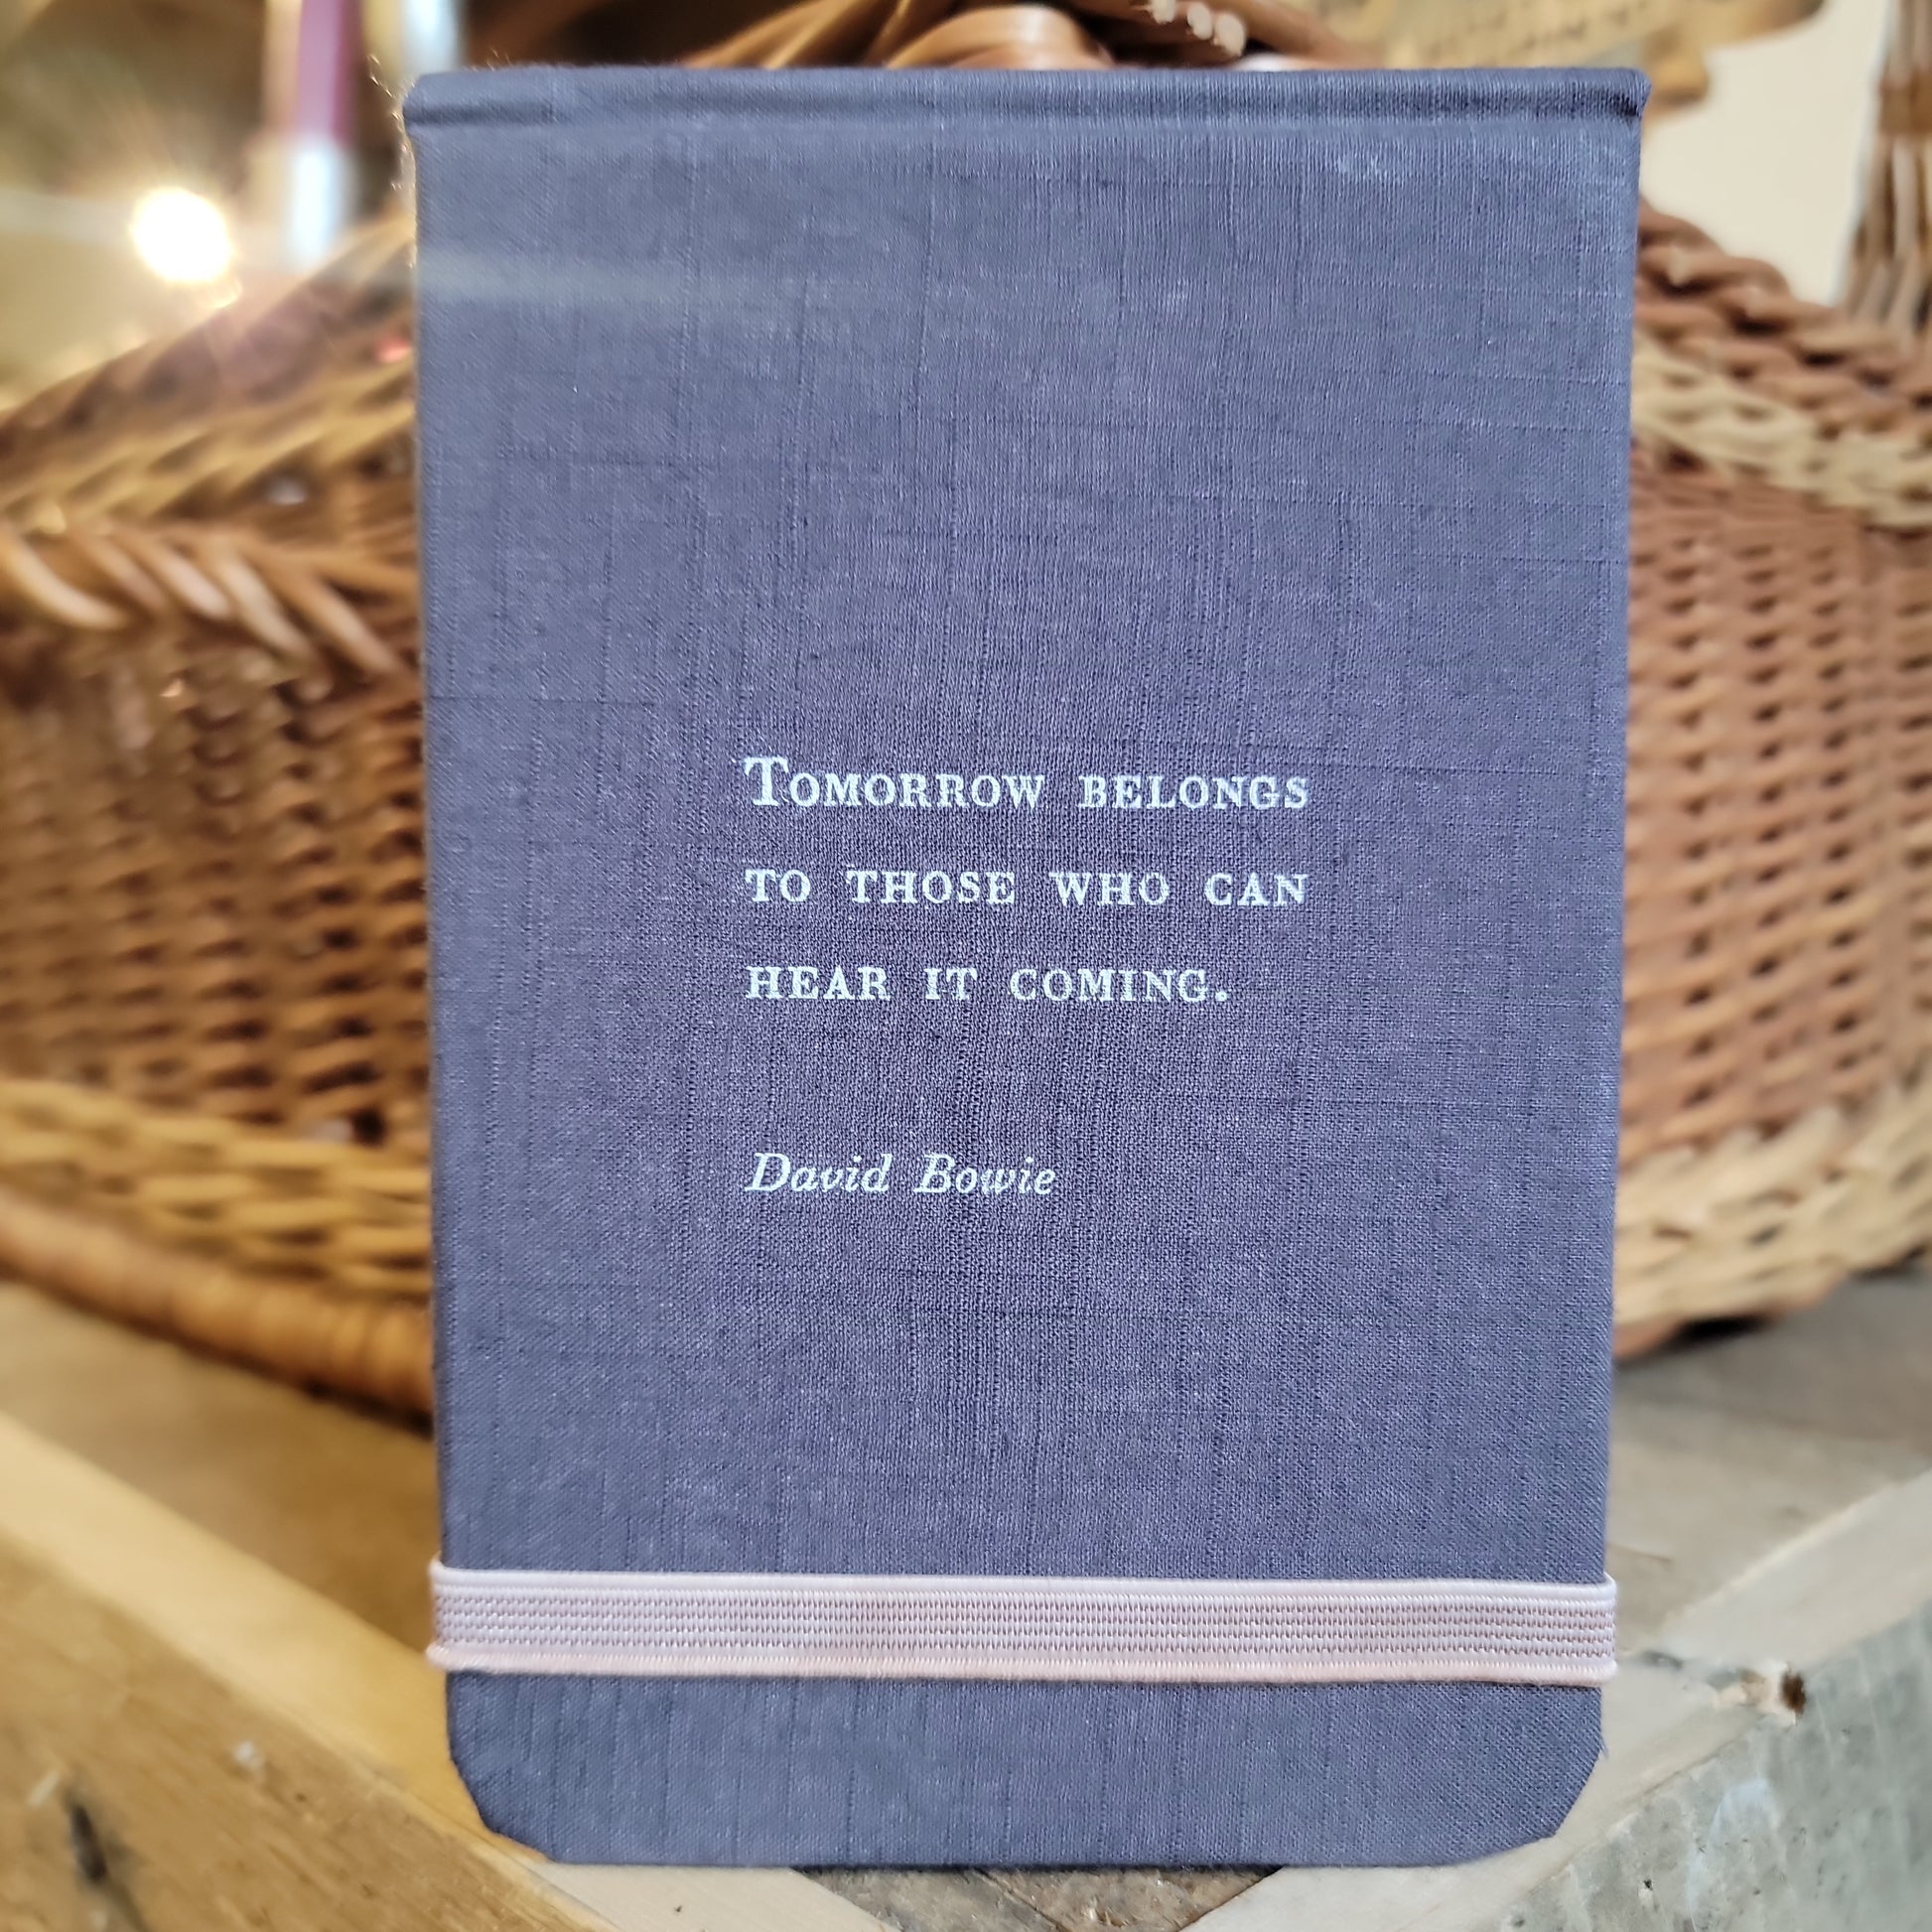 TOMORROW BELONGS
TO THOSE WHO CAN
HEAR IT COMING.
David Bowie